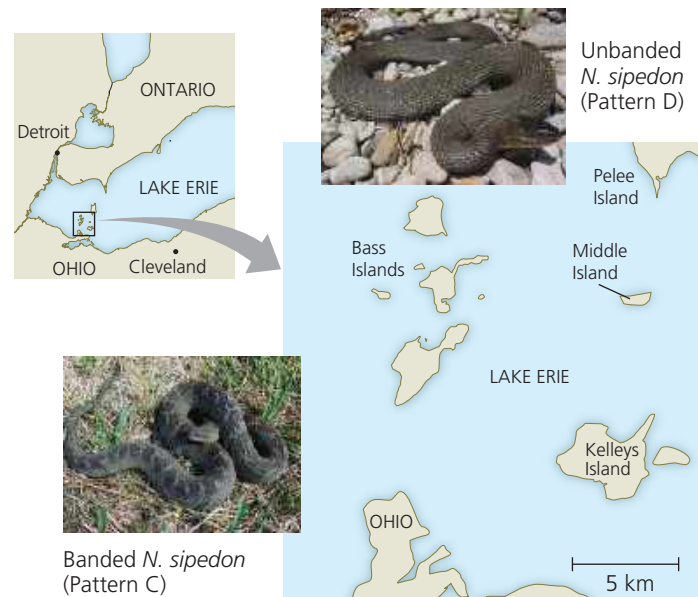 ONTARIO
Detroit
LAKE ERIE
OHIO
Cleveland
Unbanded
N. sipedon
(Pattern D)
Pelee
Island
Bass
Islands
Middle
Island
LAKE ERIE
Kelleys
Island
OHIO
5 km
Banded N. sipedon
(Pattern C)